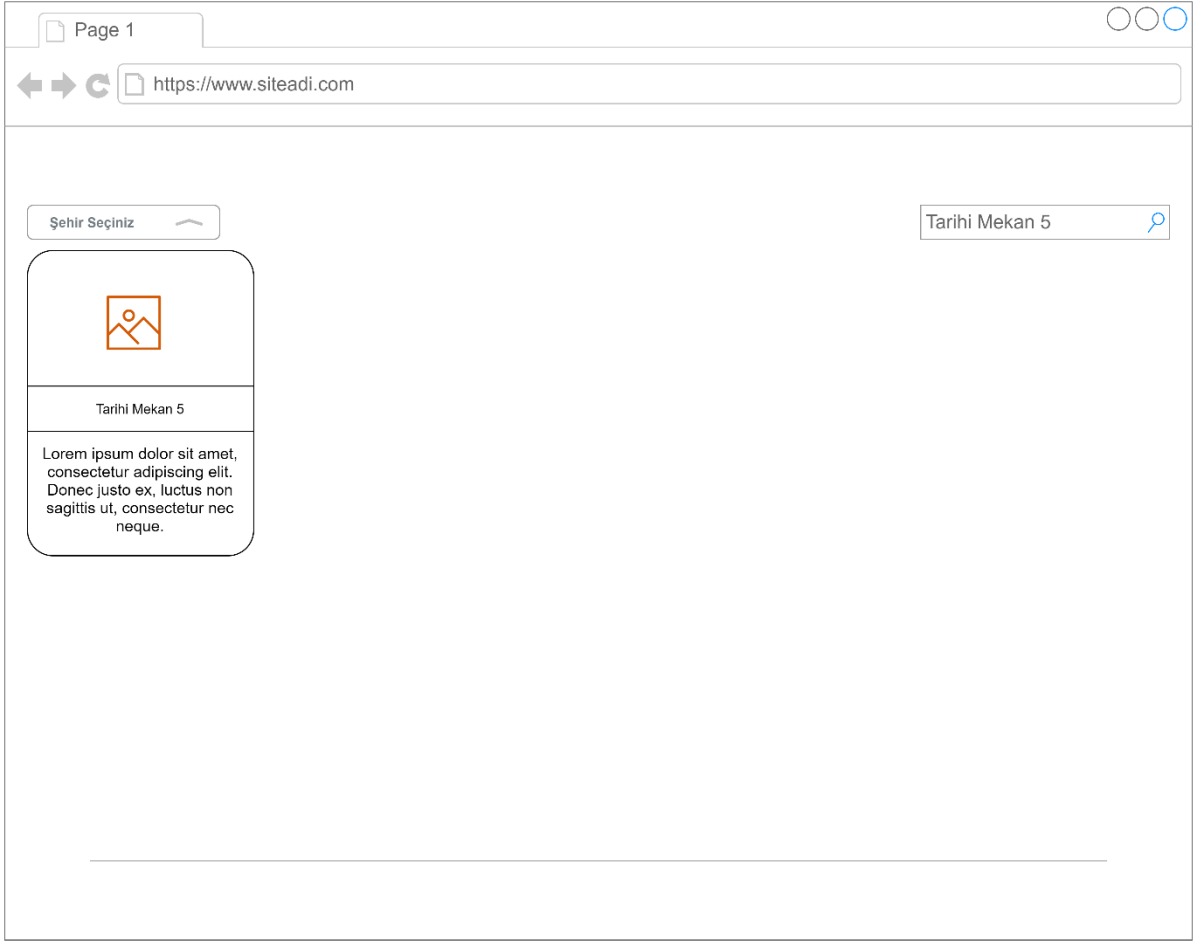 Page 1
https://www.siteadi.com
Şehir Seçiniz
Tarihi Mekan 5
Tarihi Mekan 5
Lorem ipsum dolor sit amet,
consectetur adipiscing elit.
Donec justo ex, luctus non
sagittis ut, consectetur nec
neque.